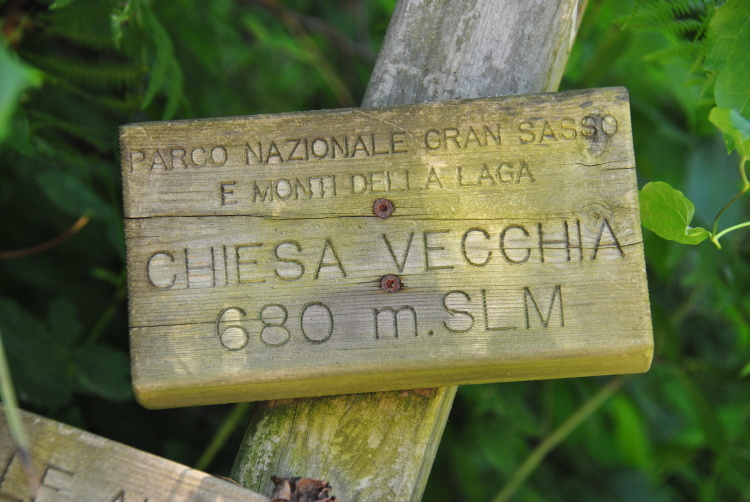 PARCO NAZIONALE GRAN SASSO
E MONTI DELLA LAGA
CHIESA VECCHIA
680 m.SLM